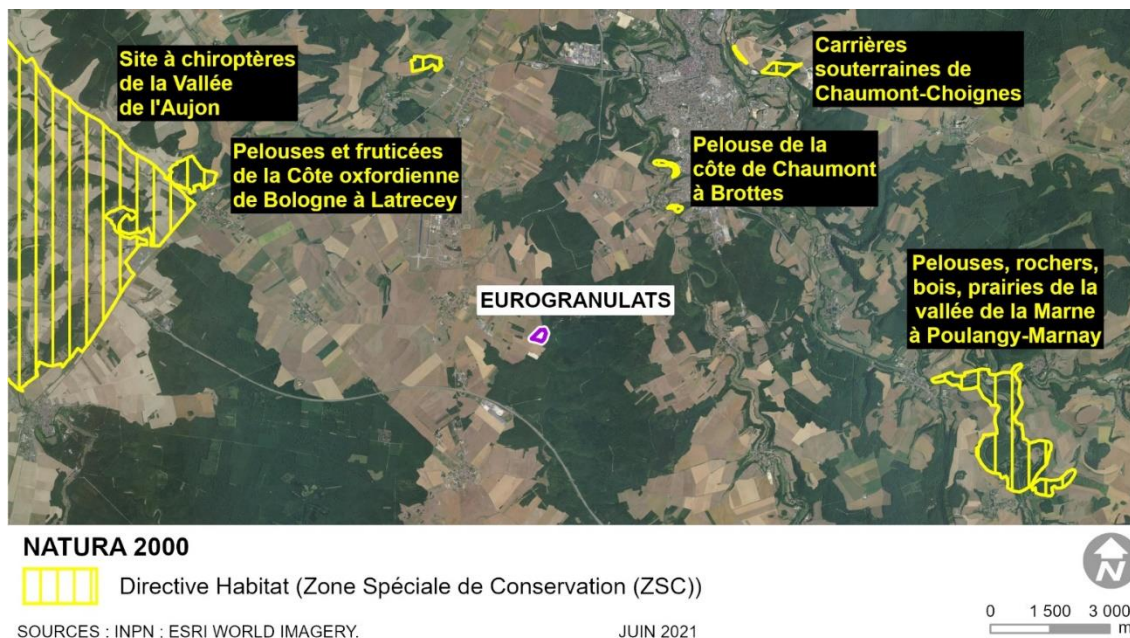 Site à chiroptères
de la Vallée
de l'Aujon
Carrières
souterraines de
Chaumont-Choignes
Pelouses et fruticées
de la Côte oxfordienne
de Bologne à Latrecey
Pelouse de la
côte de Chaumont
à Brottes
Pelouses, rochers,
bois, prairies de la
vallée de la Marne
à Poulangy-Marnay
EUROGRANULATS
NATURA 2000
Directive Habitat (Zone Spéciale de Conservation (ZSC))
N
0 1 500 3 000
m
SOURCES : INPN : ESRI WORLD IMAGERY. JUIN 2021